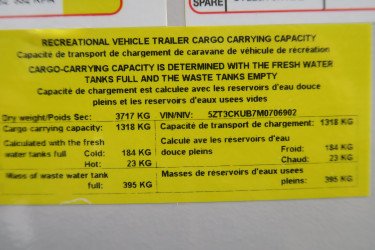 SPARE
RECREATIONAL VEHICLE TRAILER CARGO CARRYING CAPACITY
Capacite de transport de chargement de caravane de véhicule de récréation
CARGO-CARRYING CAPACITY IS DETERMINED WITH THE FRESH WATER
TANKS FULL AND THE WASTE TANKS EMPTY
Capacite de chargement est calculee avec les reservoirs d'eau douce
pleins et les reservoirs d'eaux usees vides
Dry weight/Poids Sec: 3717 KG VIN/NIV: 5ZT3CKUB7M0706902
Cargo carrying capacity: 1318 KG Capacite de transport de chargement: 1318 KG
Calculated with the fresh Calcule ave les reservoirs d'eau
water tanks full Cold: 184 KG douce pleins Froid: 184 KG
Hot: 23 KG Chaud: 23 KG
Mass of waste water tank Masses de reservoirs d'eaux usees
full: 395 KG pleins: 395 KG